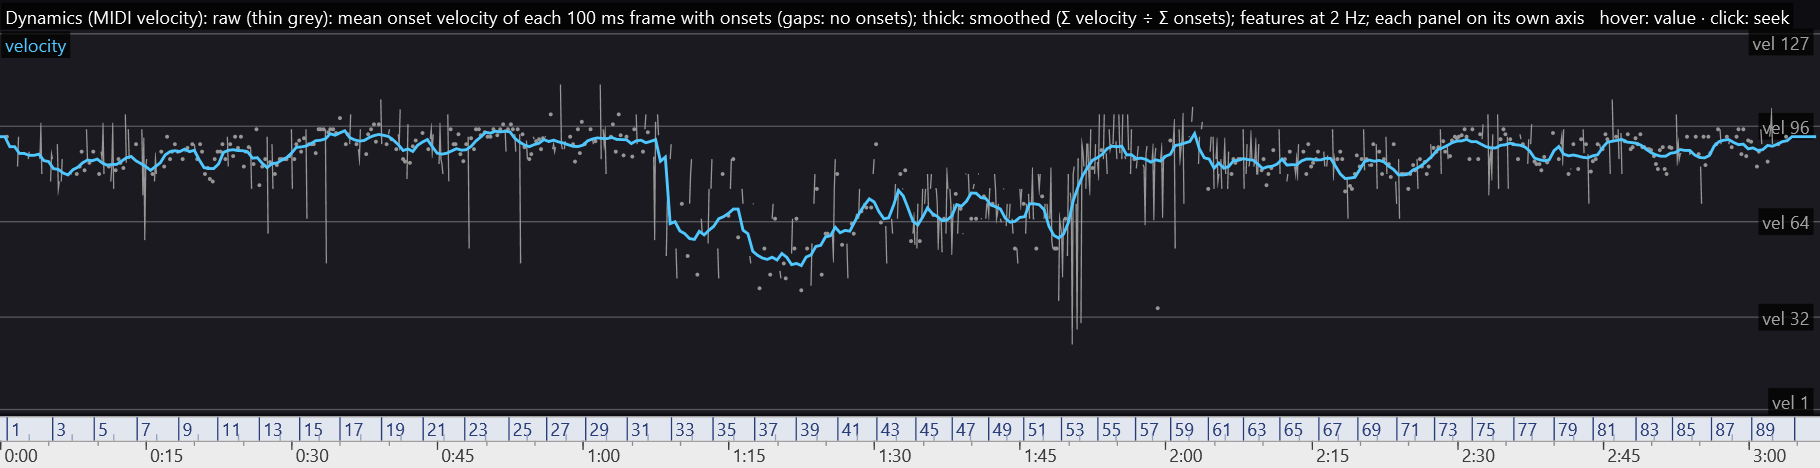 Dynamics (MIDI velocity): raw (thin grey): mean onset velocity of each 100 ms frame with onsets (gaps: no onsets); thick: smoothed (Σ velocity ÷ Σ onsets); features at 2 Hz; each panel on its own axis   hover: value · click: seek
velocity
vel 127
vel 96
vel 64
vel 32
vel 1
1 3 5 7 9 11 13 15 17 19 21 23 25 27 29 31 33 35 37 39 41 43 45 47 49 51 53 55 57 59 61 63 65 67 69 71 73 75 77 79 81 83 85 87 89
0:00 0:15 0:30 0:45 1:00 1:15 1:30 1:45 2:00 2:15 2:30 2:45 3:00